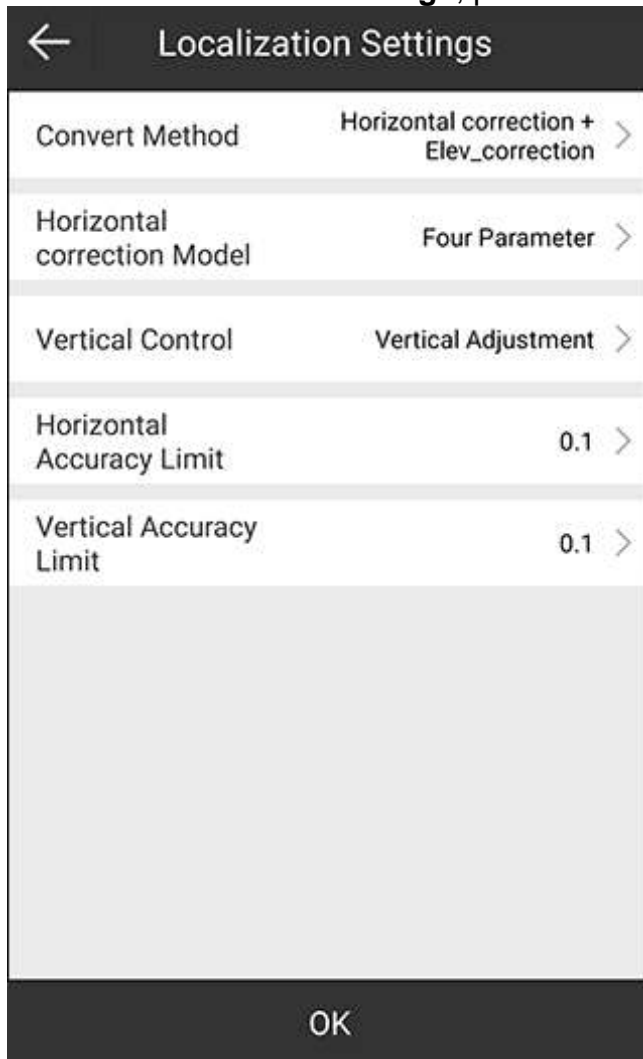 Localization Settings
Convert Method
Horizontal correction +
Elev_correction
Horizontal
correction Model
Four Parameter
Vertical Control
Vertical Adjustment
Horizontal
Accuracy Limit
0.1
Vertical Accuracy
Limit
0.1
OK